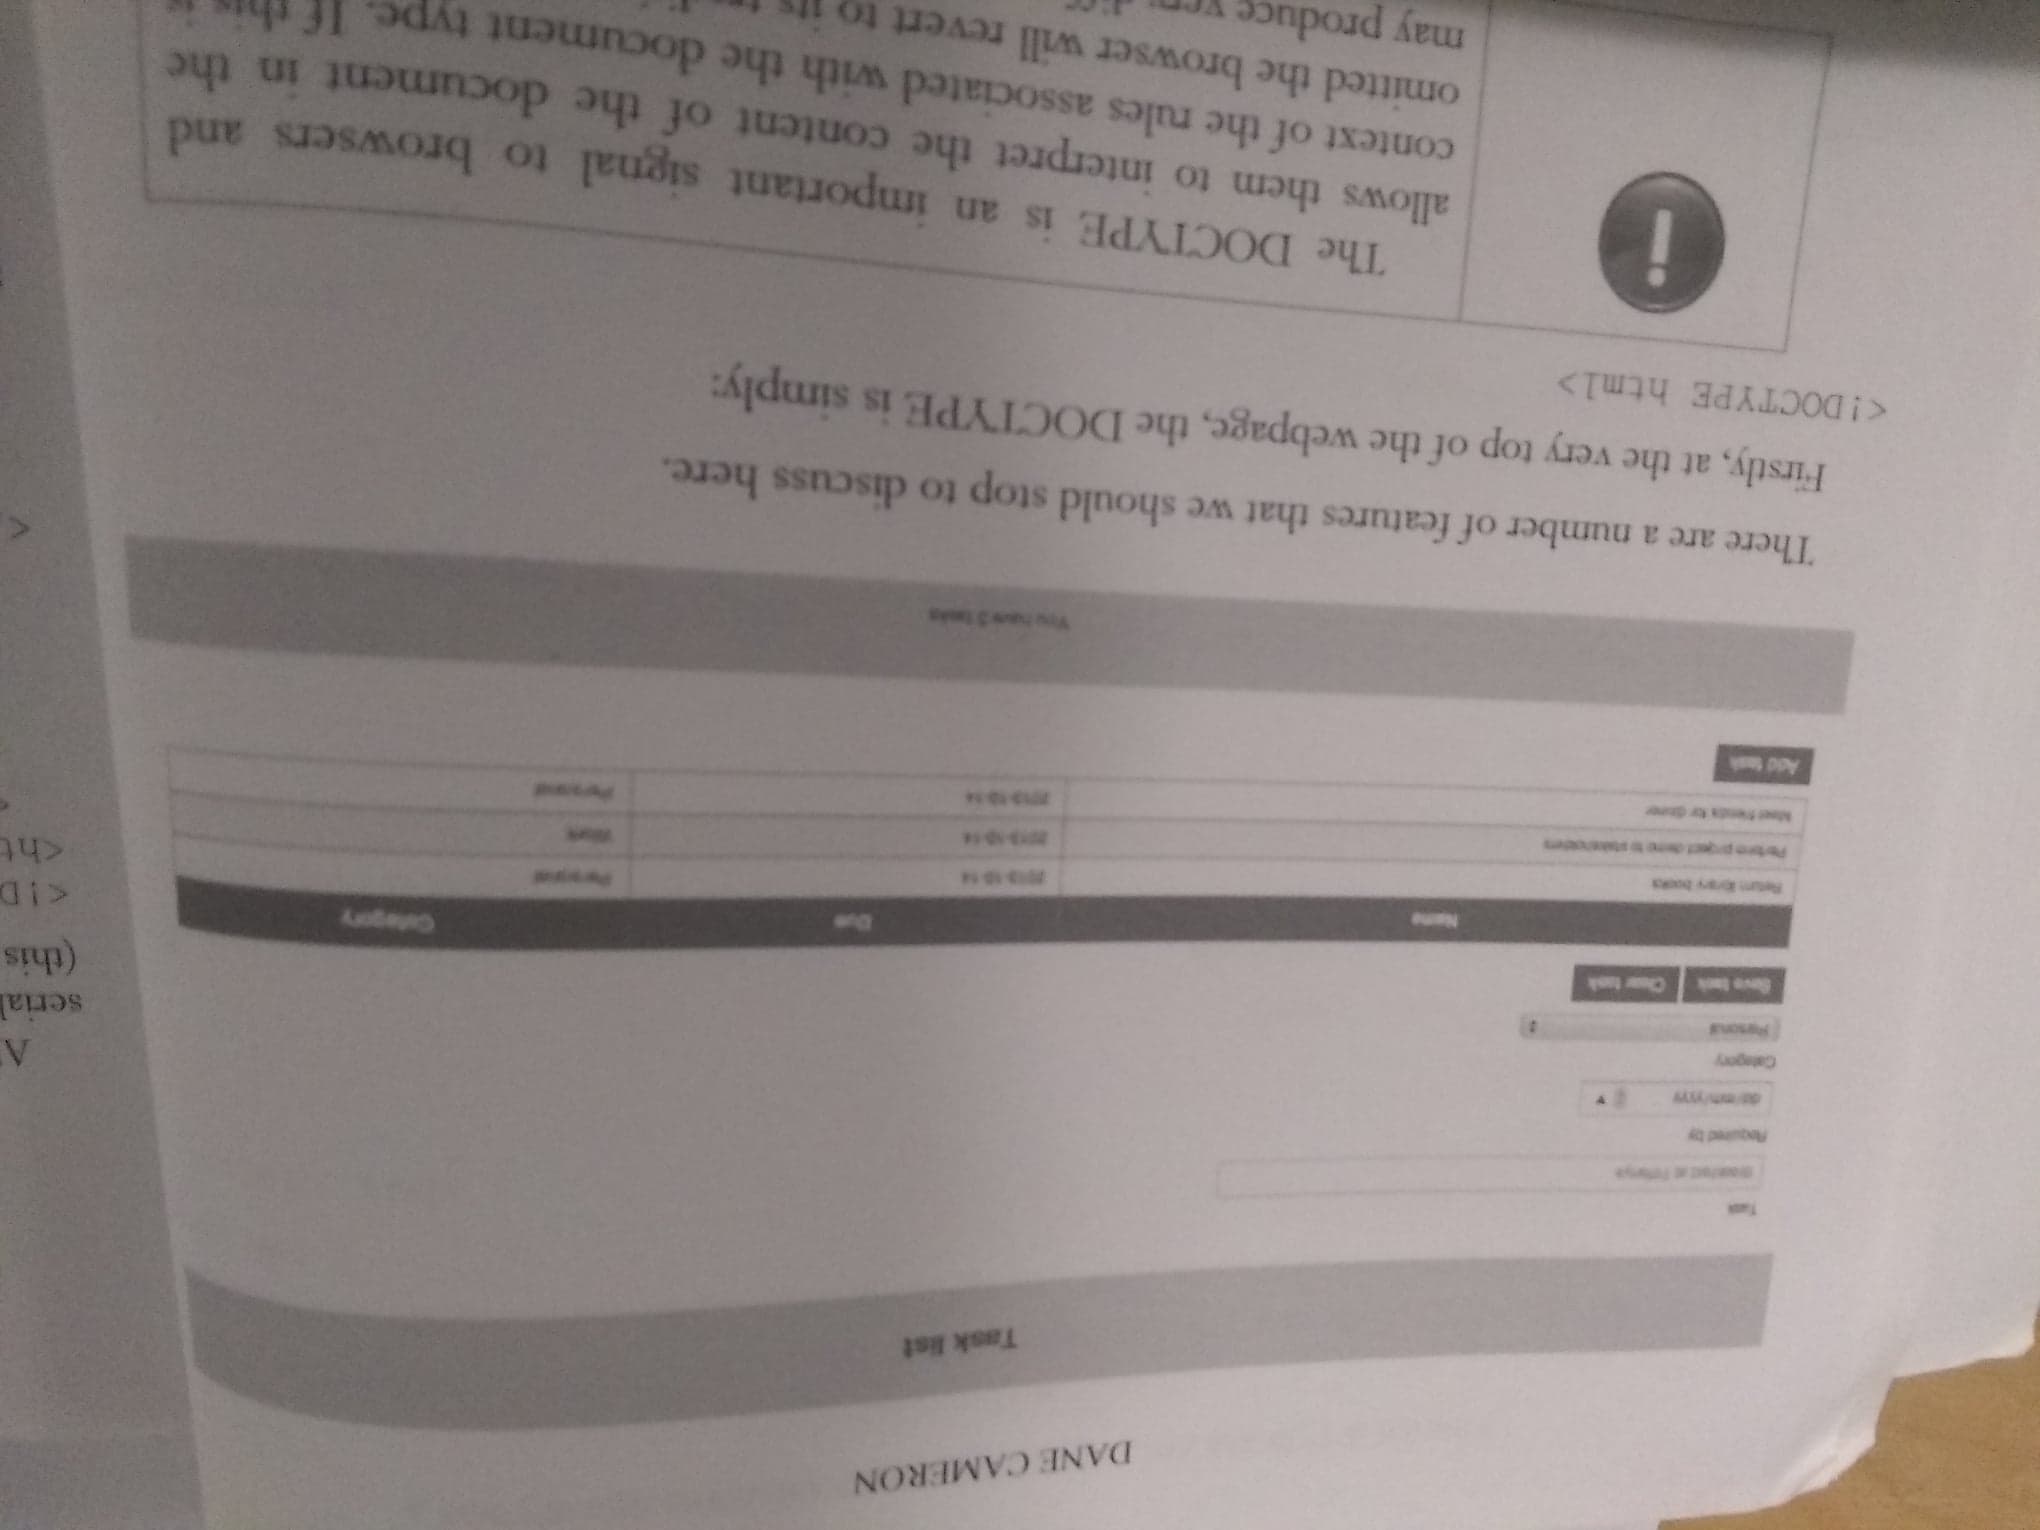 DANE CAMERON
Task list
Task
Breakfast at Tiffanys
Required by
dd/mm/yyyy
Category
Personal
Save task Clear task
Name Due Category
Return library books 2013-10-14 Personal
Perform project demo to stakeholders 2013-10-14 Work
Meet friends for dinner 2013-10-14 Personal
Add task
You have 3 tasks
There are a number of features that we should stop to discuss here.
Firstly, at the very top of the webpage, the DOCTYPE is simply:
<!DOCTYPE html>
The DOCTYPE is an important signal to browsers and
allows them to interpret the content of the document in the
context of the rules associated with the document type. If this is
omitted the browser will revert to its
may produce
serial
(this
<!D
<ht